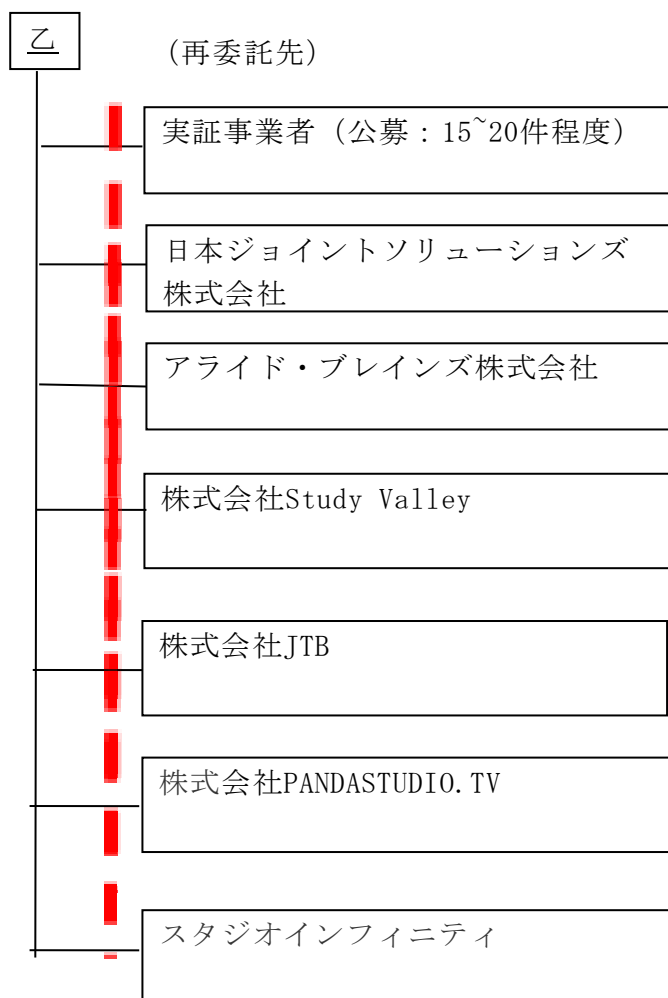 乙
（再委託先）
実証事業者（公募：15~20件程度）
日本ジョイントソリューションズ
株式会社
アライド・ブレインズ株式会社
株式会社Study Valley
株式会社JTB
株式会社PANDASTUDIO.TV
スタジオインフィニティ